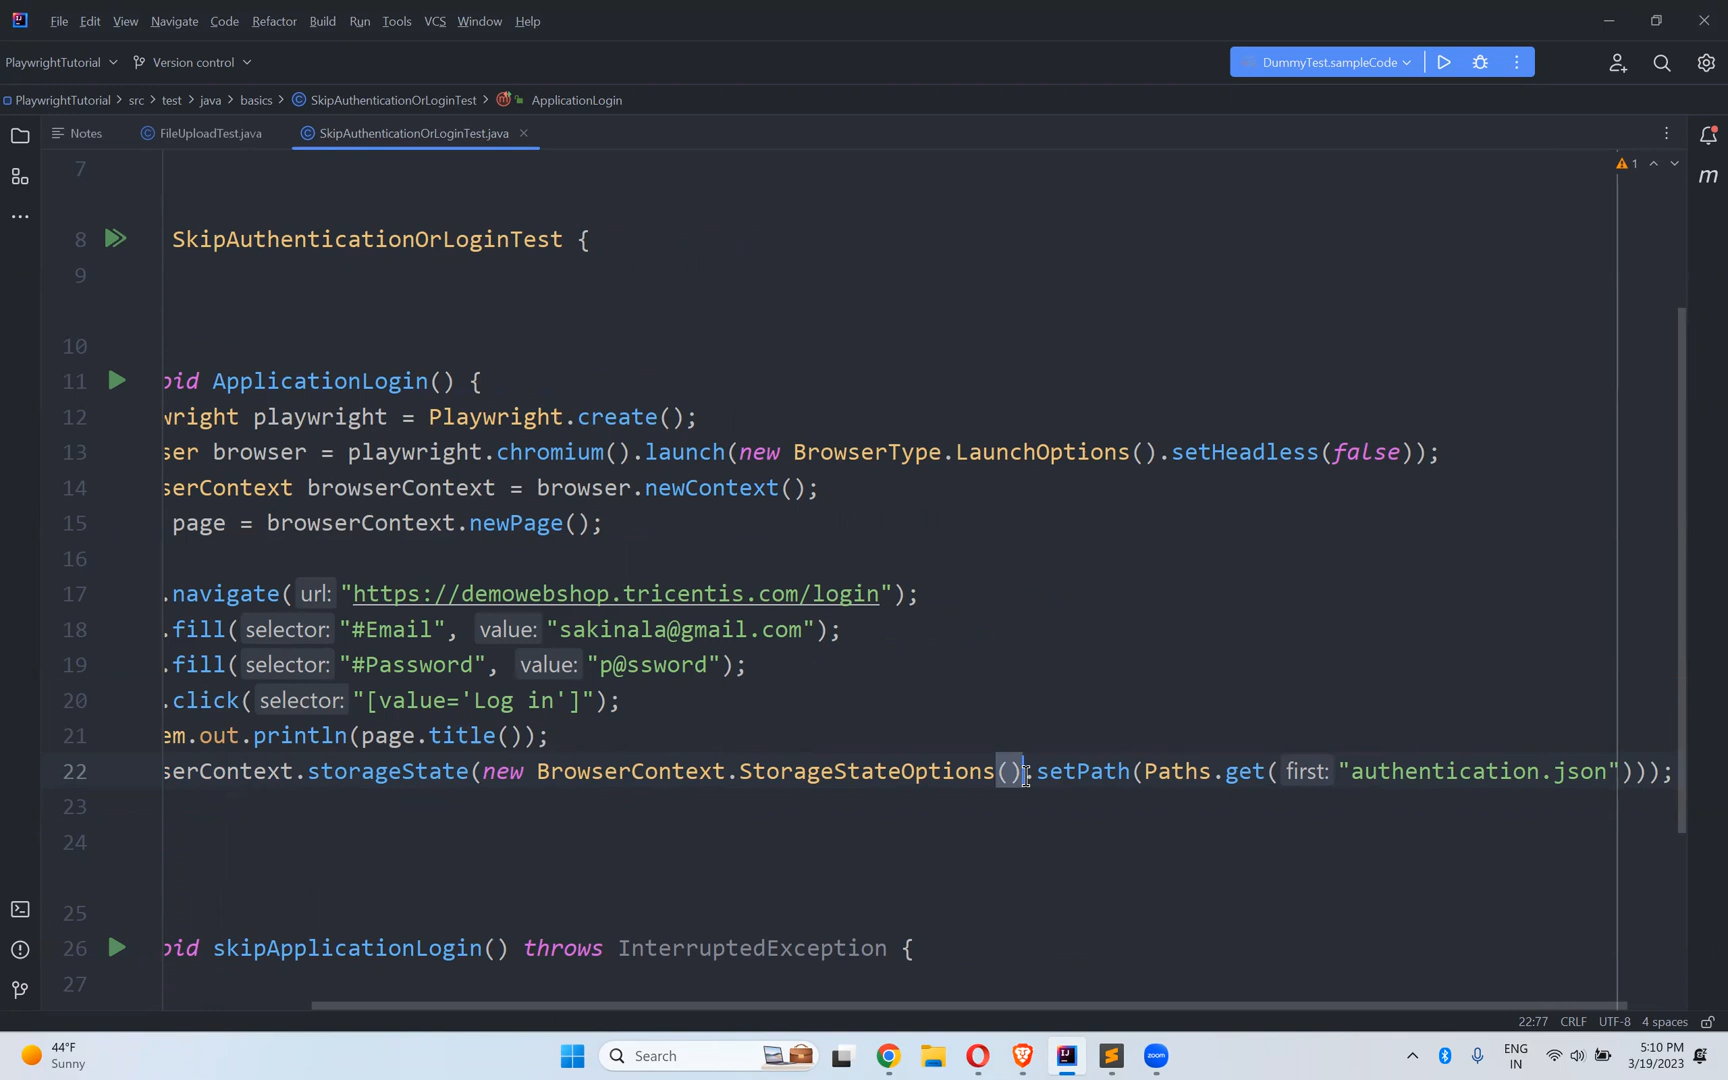 File Edit View Navigate Code Refactor Build Run Tools VCS Window Help
PlaywrightTutorial Version control DummyTest.sampleCode
PlaywrightTutorial > src > test > java > basics > SkipAuthenticationOrLoginTest > ApplicationLogin
Notes FileUploadTest.java SkipAuthenticationOrLoginTest.java
1
7
8 SkipAuthenticationOrLoginTest {
9
10
11 oid ApplicationLogin() {
12 wright playwright = Playwright.create();
13 ser browser = playwright.chromium().launch(new BrowserType.LaunchOptions().setHeadless(false));
14 serContext browserContext = browser.newContext();
15 page = browserContext.newPage();
16
17 .navigate( url: "https://demowebshop.tricentis.com/login");
18 .fill( selector: "#Email", value: "sakinala@gmail.com");
19 .fill( selector: "#Password", value: "p@ssword");
20 .click( selector: "[value='Log in']");
21 em.out.println(page.title());
22 serContext.storageState(new BrowserContext.StorageStateOptions().setPath(Paths.get( first: "authentication.json")));
23
24
25
26 oid skipApplicationLogin() throws InterruptedException {
27
22:77 CRLF UTF-8 4 spaces
44°F
Sunny
Search
zoom
ENG
IN
5:10 PM
3/19/2023